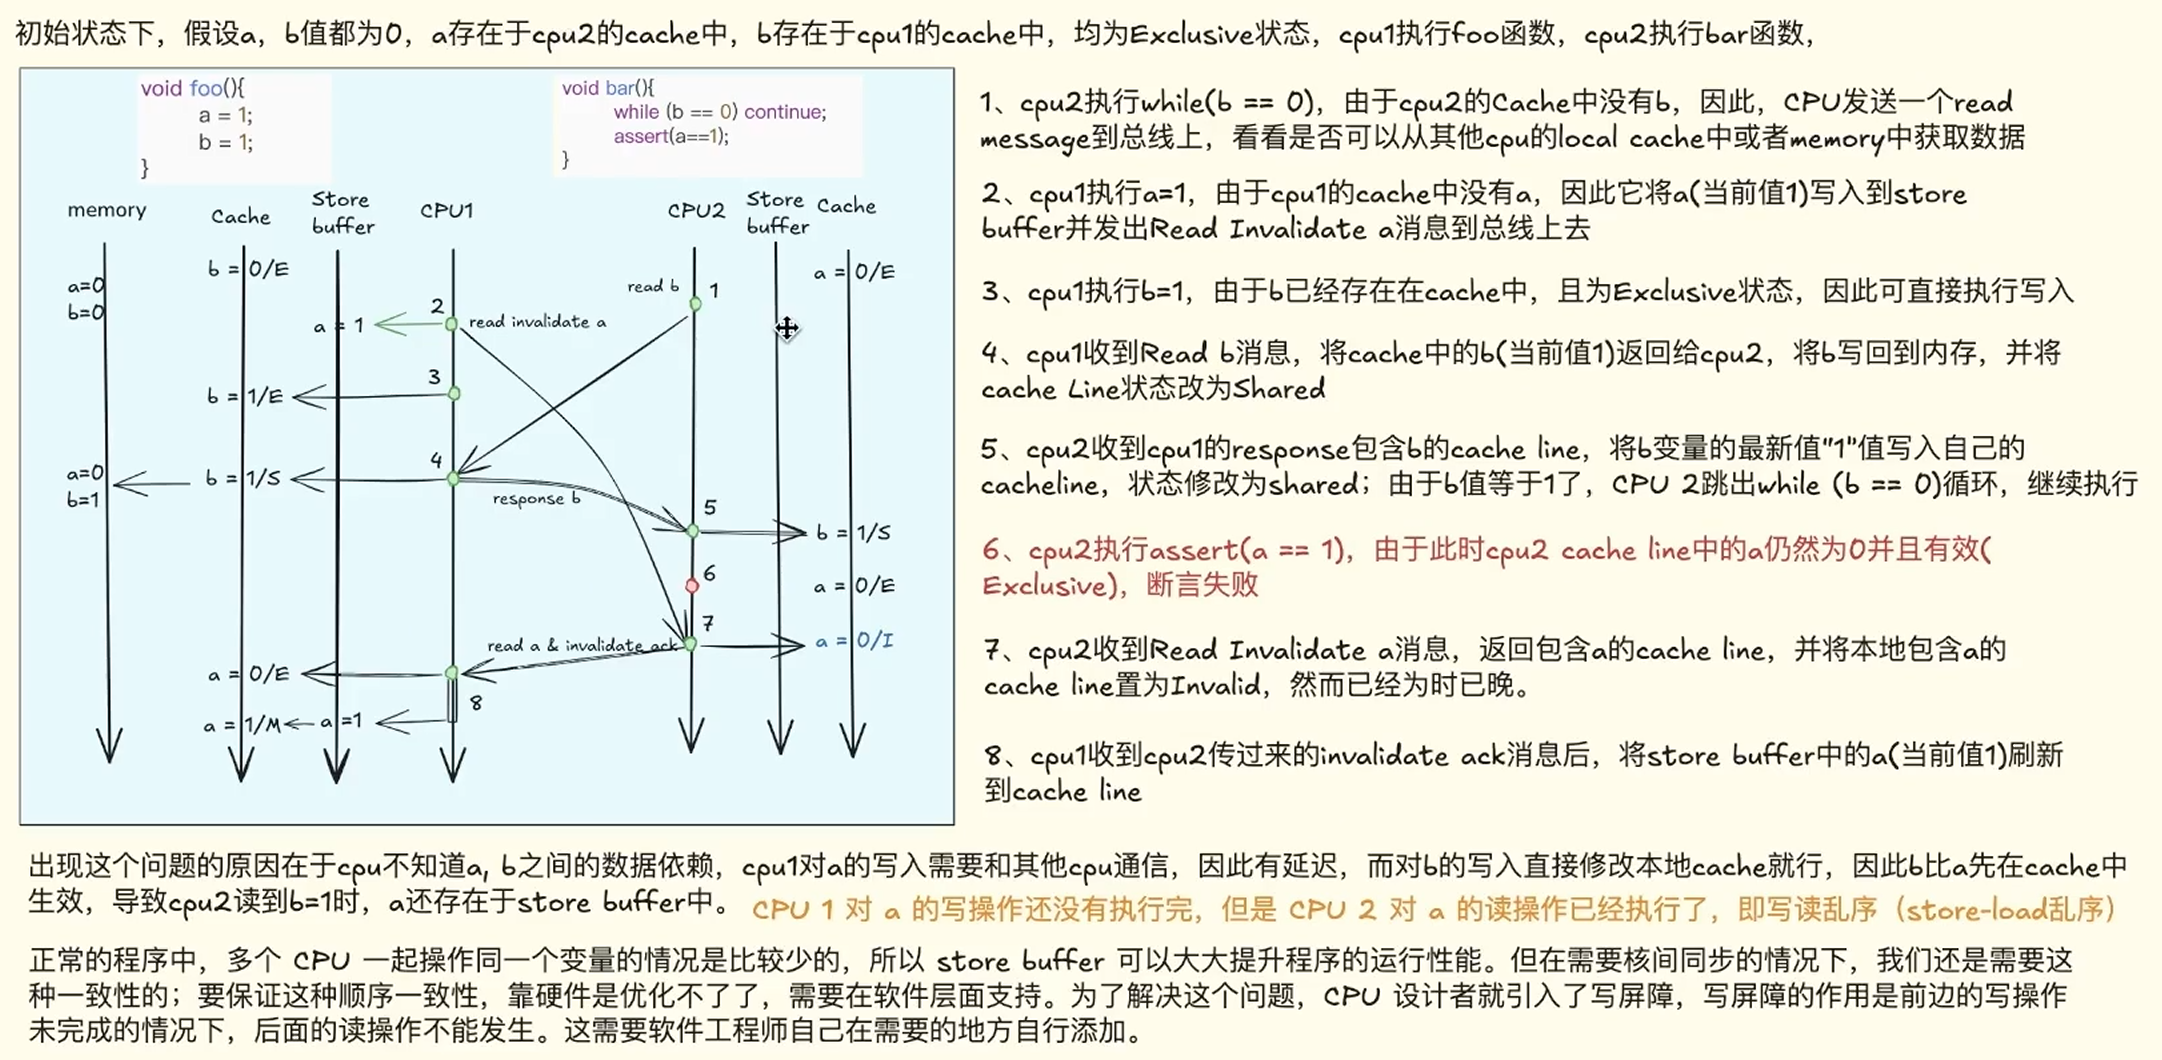 初始状态下，假设a，b值都为0，a存在于cpu2的cache中，b存在于cpu1的cache中，均为Exclusive状态，cpu1执行foo函数，cpu2执行bar函数，
void foo(){
a = 1;
b = 1;
}
void bar(){
while (b == 0) continue;
assert(a==1);
}
memory
Cache
Store
buffer
CPU1
CPU2
Store
buffer
Cache
a=0
b=0
b = 0/E
a = 0/E
read b
1
2
a = 1
read invalidate a
3
b = 1/E
4
a=0
b=1
b = 1/S
response b
5
b = 1/S
6
a = 0/E
7
read a & invalidate ack
a = 0/I
a = 0/E
8
a = 1/M
a =1
1、cpu2执行while(b == 0)，由于cpu2的Cache中没有b，因此，CPU发送一个read
message到总线上，看看是否可以从其他cpu的local cache中或者memory中获取数据
2、cpu1执行a=1，由于cpu1的cache中没有a，因此它将a(当前值1)写入到store
buffer并发出Read Invalidate a消息到总线上去
3、cpu1执行b=1，由于b已经存在在cache中，且为Exclusive状态，因此可直接执行写入
4、cpu1收到Read b消息，将cache中的b(当前值1)返回给cpu2，将b写回到内存，并将
cache Line状态改为Shared
5、cpu2收到cpu1的response包含b的cache line，将b变量的最新值"1"值写入自己的
cacheline，状态修改为shared；由于b值等于1了，CPU 2跳出while (b == 0)循环，继续执行
6、cpu2执行assert(a == 1)，由于此时cpu2 cache line中的a仍然为0并且有效(
Exclusive)，断言失败
7、cpu2收到Read Invalidate a消息，返回包含a的cache line，并将本地包含a的
cache line置为Invalid，然而已经为时已晚。
8、cpu1收到cpu2传过来的invalidate ack消息后，将store buffer中的a(当前值1)刷新
到cache line
出现这个问题的原因在于cpu不知道a, b之间的数据依赖，cpu1对a的写入需要和其他cpu通信，因此有延迟，而对b的写入直接修改本地cache就行，因此b比a先在cache中
生效，导致cpu2读到b=1时，a还存在于store buffer中。 CPU 1 对 a 的写操作还没有执行完，但是 CPU 2 对 a 的读操作已经执行了，即写读乱序（store-load乱序）
正常的程序中，多个 CPU 一起操作同一个变量的情况是比较少的，所以 store buffer 可以大大提升程序的运行性能。但在需要核间同步的情况下，我们还是需要这
种一致性的；要保证这种顺序一致性，靠硬件是优化不了了，需要在软件层面支持。为了解决这个问题，CPU 设计者就引入了写屏障，写屏障的作用是前边的写操作
未完成的情况下，后面的读操作不能发生。这需要软件工程师自己在需要的地方自行添加。